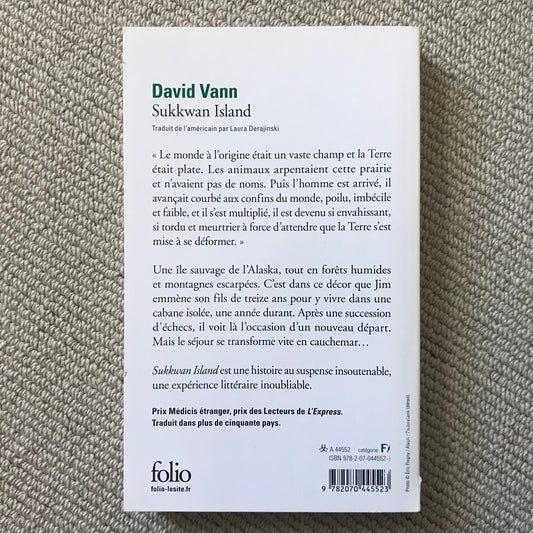 David Vann
Sukkwan Island
Traduit de l'américain par Laura Derajinski
« Le monde à l'origine était un vaste champ et la Terre
était plate. Les animaux arpentaient cette prairie
et n'avaient pas de noms. Puis l'homme est arrivé, il
avançait courbé aux confins du monde, poilu, imbécile
et faible, et il s'est multiplié, il est devenu si envahissant,
si tordu et meurtrier à force d'attendre que la Terre s'est
mise à se déformer. »
Une île sauvage de l'Alaska, tout en forêts humides
et montagnes escarpées. C'est dans ce décor que Jim
emmène son fils de treize ans pour y vivre dans une
cabane isolée, une année durant. Après une succession
d'échecs, il voit là l'occasion d'un nouveau départ.
Mais le séjour se transforme vite en cauchemar...
Sukkwan Island est une histoire au suspense insoutenable,
une expérience littéraire inoubliable.
Prix Médicis étranger, prix des Lecteurs de L'Express.
Traduit dans plus de cinquante pays.
A 44552 catégorie F7
ISBN 978-2-07-044552-3
folio
folio-lesite.fr
9 782070 445523
Photo © Eric